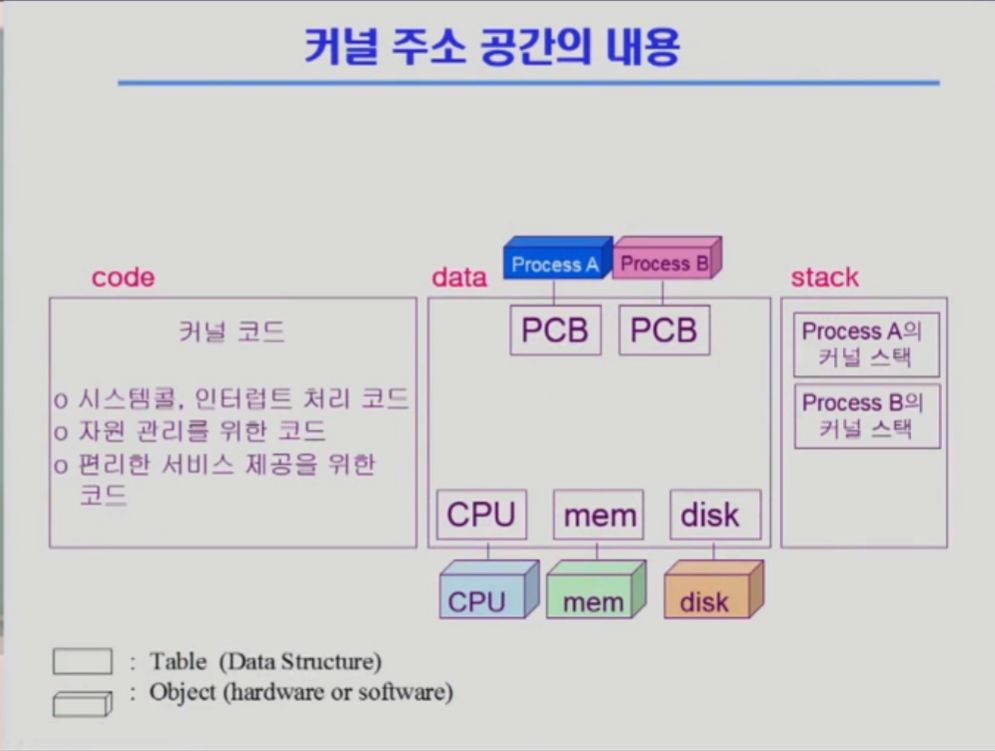 커널 주소 공간의 내용
code
커널 코드
o 시스템콜, 인터럽트 처리 코드
o 자원 관리를 위한 코드
o 편리한 서비스 제공을 위한
코드
data
Process A
Process B
PCB
PCB
CPU
mem
disk
CPU
mem
disk
stack
Process A의
커널 스택
Process B의
커널 스택
: Table (Data Structure)
: Object (hardware or software)